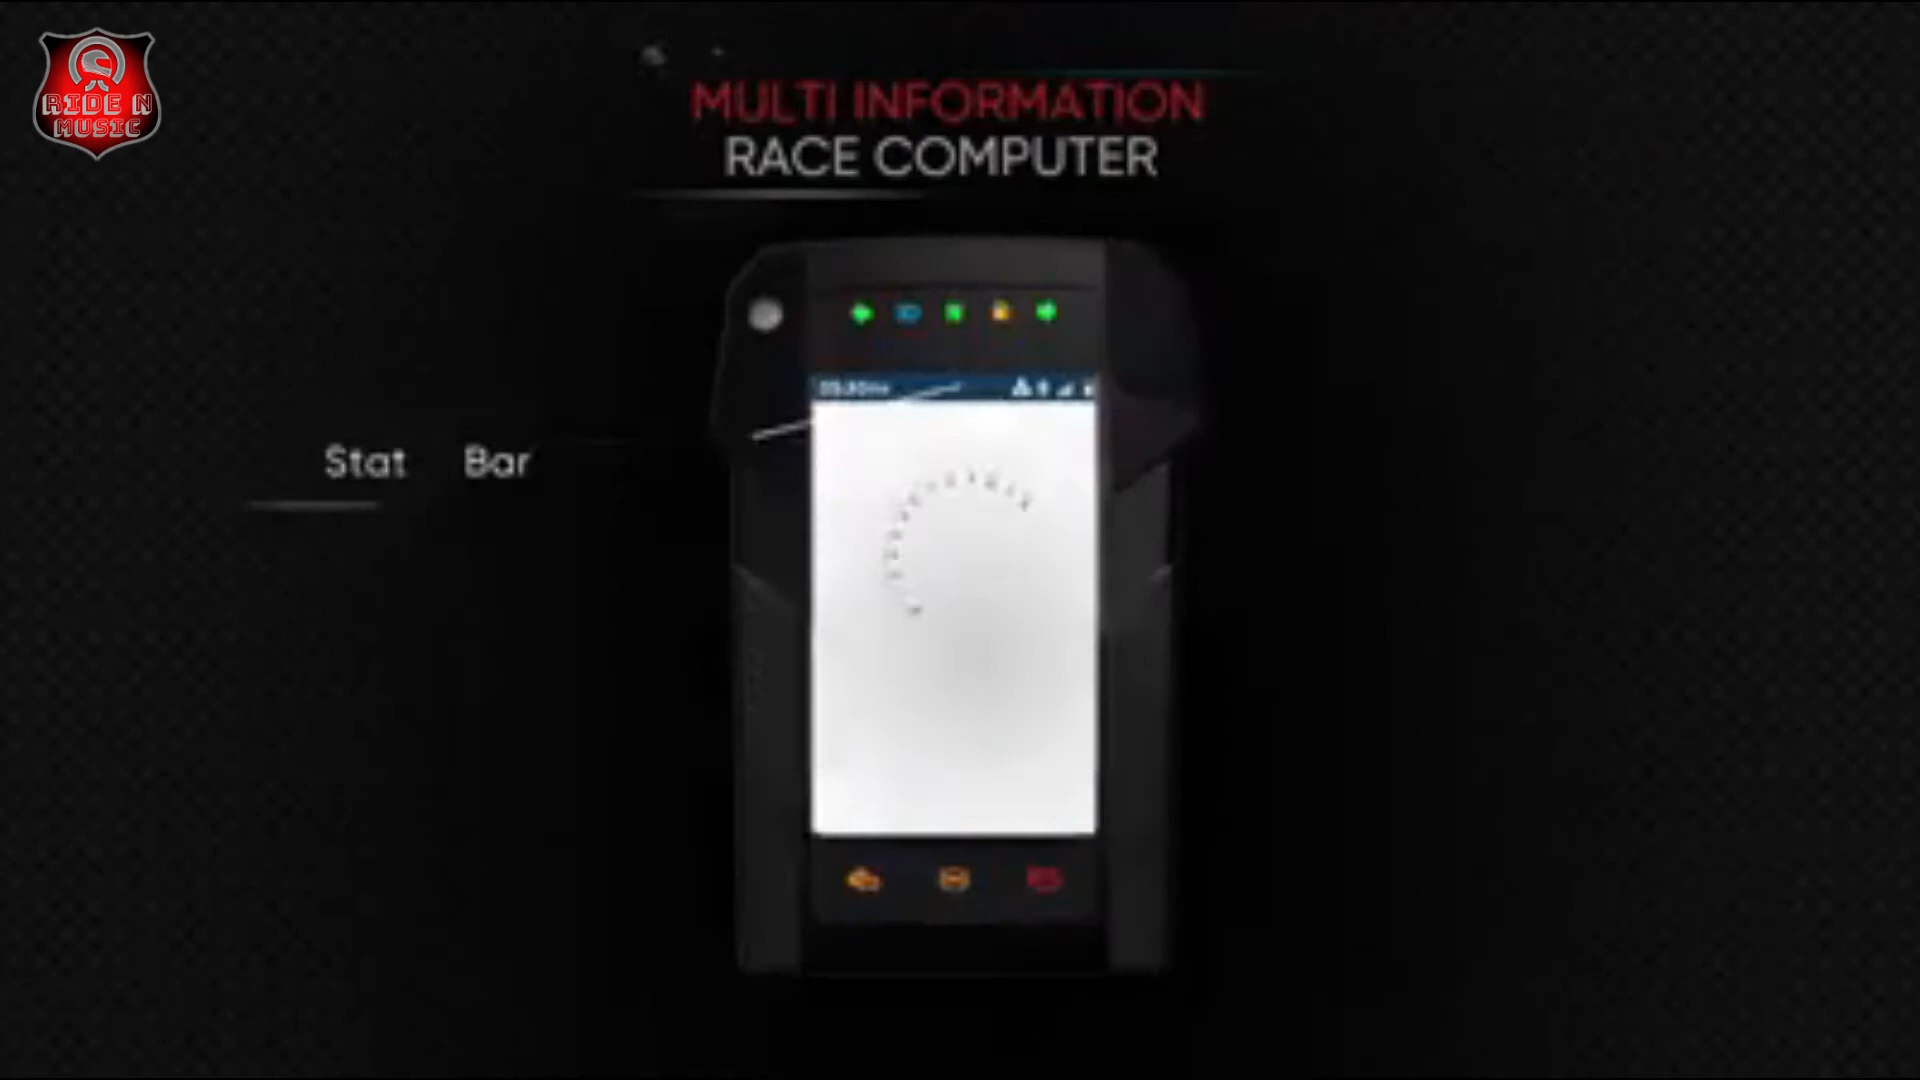 RIDE N
MUSIC
MULTI INFORMATION
RACE COMPUTER
Stat Bar